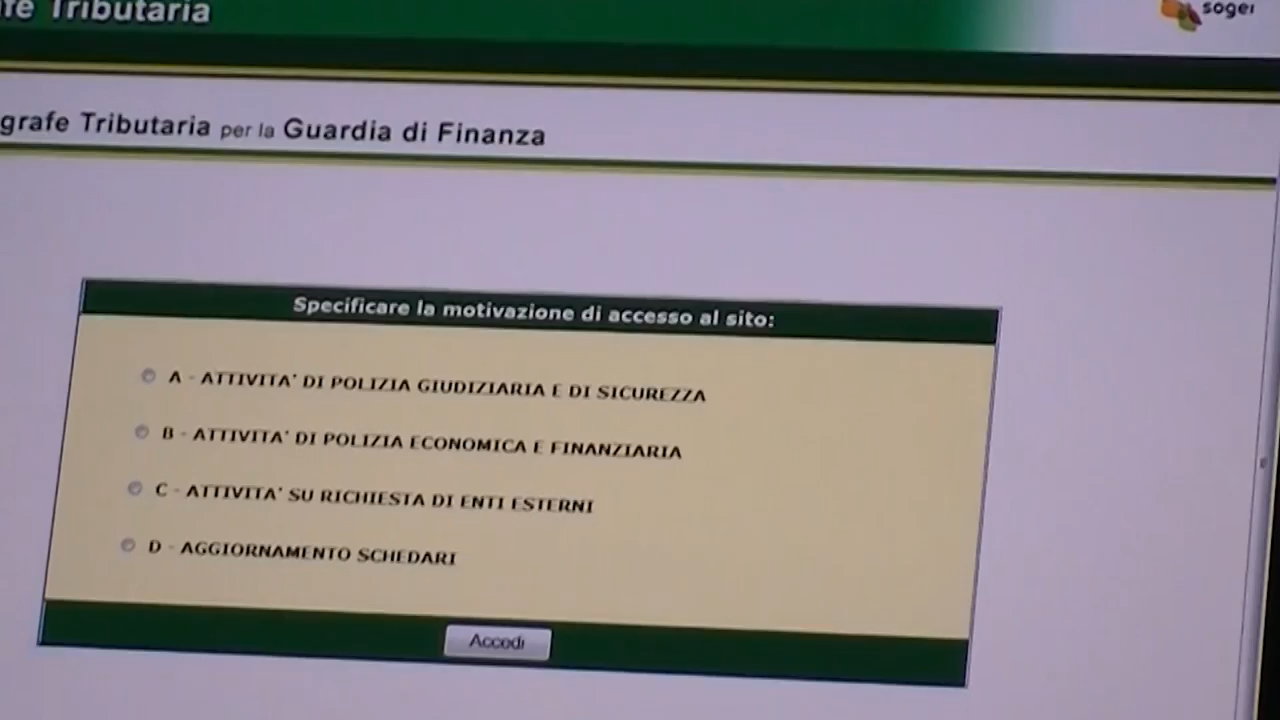 fe Tributaria
sogei
grafe Tributaria per la Guardia di Finanza
Specificare la motivazione di accesso al sito:
A - ATTIVITA' DI POLIZIA GIUDIZIARIA E DI SICUREZZA
B - ATTIVITA' DI POLIZIA ECONOMICA E FINANZIARIA
C - ATTIVITA' SU RICHIESTA DI ENTI ESTERNI
D - AGGIORNAMENTO SCHEDARI
Accedi